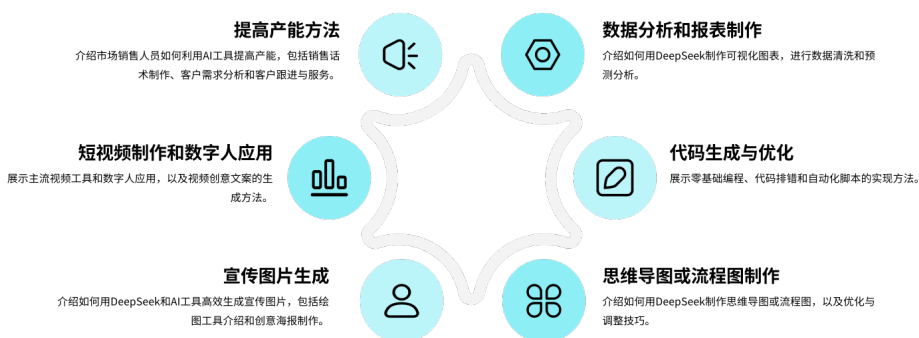 提高产能方法
介绍市场销售人员如何利用AI工具提高产能，包括销售话
术制作、客户需求分析和客户跟进与服务。
数据分析和报表制作
介绍如何用DeepSeek制作可视化图表，进行数据清洗和预
测分析。
短视频制作和数字人应用
展示主流视频工具和数字人应用，以及视频创意文案的生
成方法。
代码生成与优化
展示零基础编程、代码排错和自动化脚本的实现方法。
宣传图片生成
介绍如何用DeepSeek和AI工具高效生成宣传图片，包括绘
图工具介绍和创意海报制作。
思维导图或流程图制作
介绍如何用DeepSeek制作思维导图或流程图，以及优化与
调整技巧。